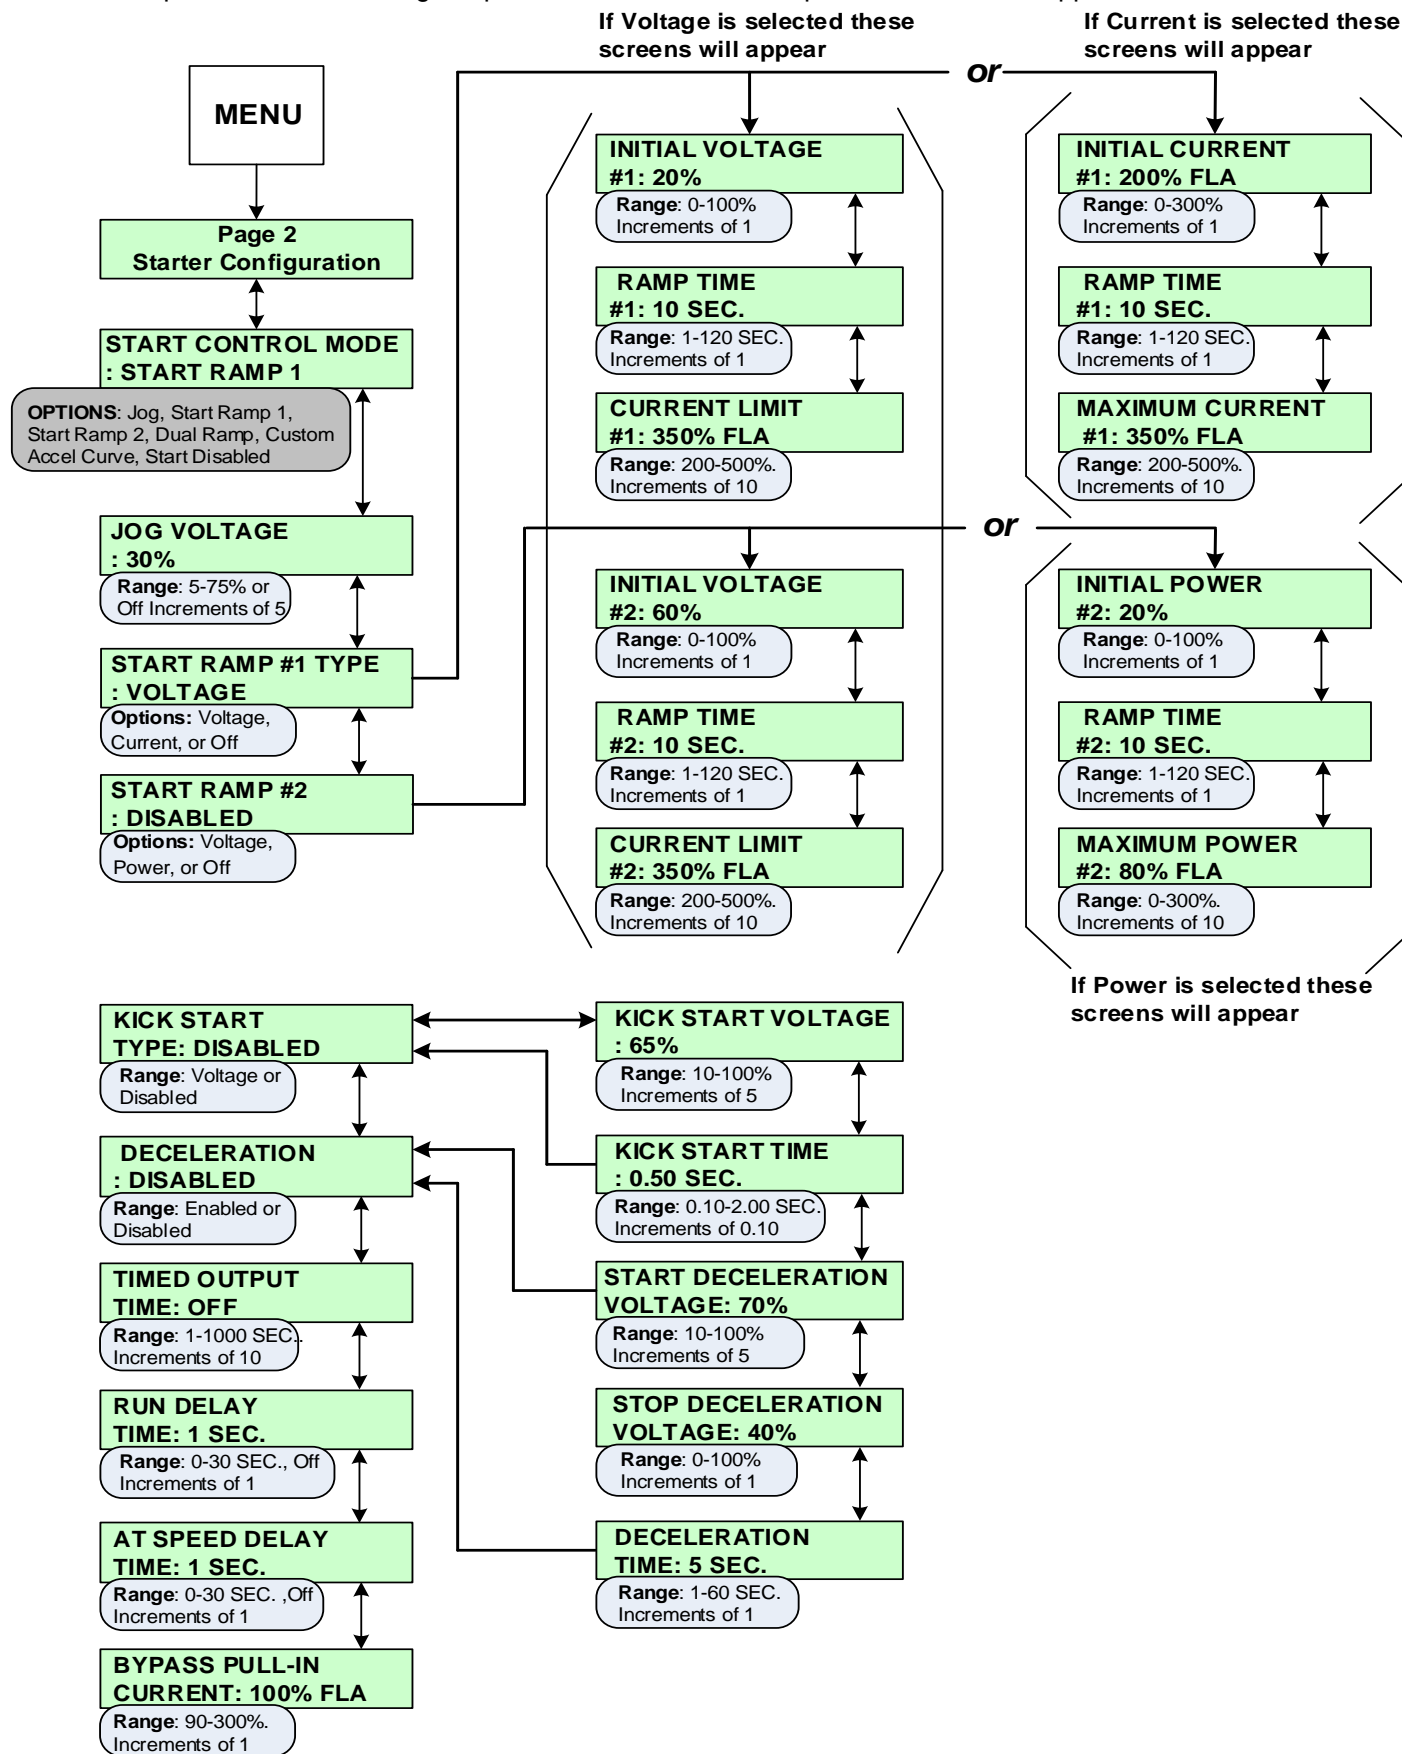 If Voltage is selected these
screens will appear
If Current is selected these
screens will appear
or
MENU
Page 2
Starter Configuration
START CONTROL MODE
: START RAMP 1
OPTIONS: Jog, Start Ramp 1,
Start Ramp 2, Dual Ramp, Custom
Accel Curve, Start Disabled
JOG VOLTAGE
: 30%
Range: 5-75% or
Off Increments of 5
START RAMP #1 TYPE
: VOLTAGE
Options: Voltage,
Current, or Off
START RAMP #2
: DISABLED
Options: Voltage,
Power, or Off
INITIAL VOLTAGE
#1: 20%
Range: 0-100%
Increments of 1
RAMP TIME
#1: 10 SEC.
Range: 1-120 SEC.
Increments of 1
CURRENT LIMIT
#1: 350% FLA
Range: 200-500%.
Increments of 10
INITIAL CURRENT
#1: 200% FLA
Range: 0-300%
Increments of 1
RAMP TIME
#1: 10 SEC.
Range: 1-120 SEC.
Increments of 1
MAXIMUM CURRENT
#1: 350% FLA
Range: 200-500%.
Increments of 10
or
INITIAL VOLTAGE
#2: 60%
Range: 0-100%
Increments of 1
RAMP TIME
#2: 10 SEC.
Range: 1-120 SEC.
Increments of 1
CURRENT LIMIT
#2: 350% FLA
Range: 200-500%.
Increments of 10
INITIAL POWER
#2: 20%
Range: 0-100%
Increments of 1
RAMP TIME
#2: 10 SEC.
Range: 1-120 SEC.
Increments of 1
MAXIMUM POWER
#2: 80% FLA
Range: 0-300%.
Increments of 10
If Power is selected these
screens will appear
KICK START
TYPE: DISABLED
Range: Voltage or
Disabled
DECELERATION
: DISABLED
Range: Enabled or
Disabled
TIMED OUTPUT
TIME: OFF
Range: 1-1000 SEC..
Increments of 10
RUN DELAY
TIME: 1 SEC.
Range: 0-30 SEC., Off
Increments of 1
AT SPEED DELAY
TIME: 1 SEC.
Range: 0-30 SEC. ,Off
Increments of 1
BYPASS PULL-IN
CURRENT: 100% FLA
Range: 90-300%.
Increments of 1
KICK START VOLTAGE
: 65%
Range: 10-100%
Increments of 5
KICK START TIME
: 0.50 SEC.
Range: 0.10-2.00 SEC.
Increments of 0.10
START DECELERATION
VOLTAGE: 70%
Range: 10-100%
Increments of 5
STOP DECELERATION
VOLTAGE: 40%
Range: 0-100%
Increments of 1
DECELERATION
TIME: 5 SEC.
Range: 1-60 SEC.
Increments of 1